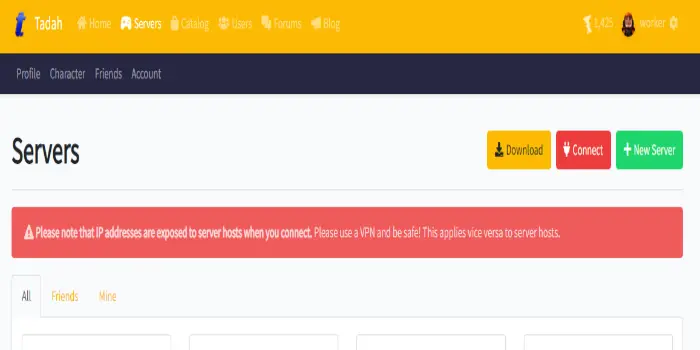 Tadah Home Servers Catalog Users Forums Blog 1,425 worker
Profile Character Friends Account
Servers
Download Connect New Server
Please note that IP addresses are exposed to server hosts when you connect. Please use a VPN and be safe! This applies vice versa to server hosts.
All Friends Mine